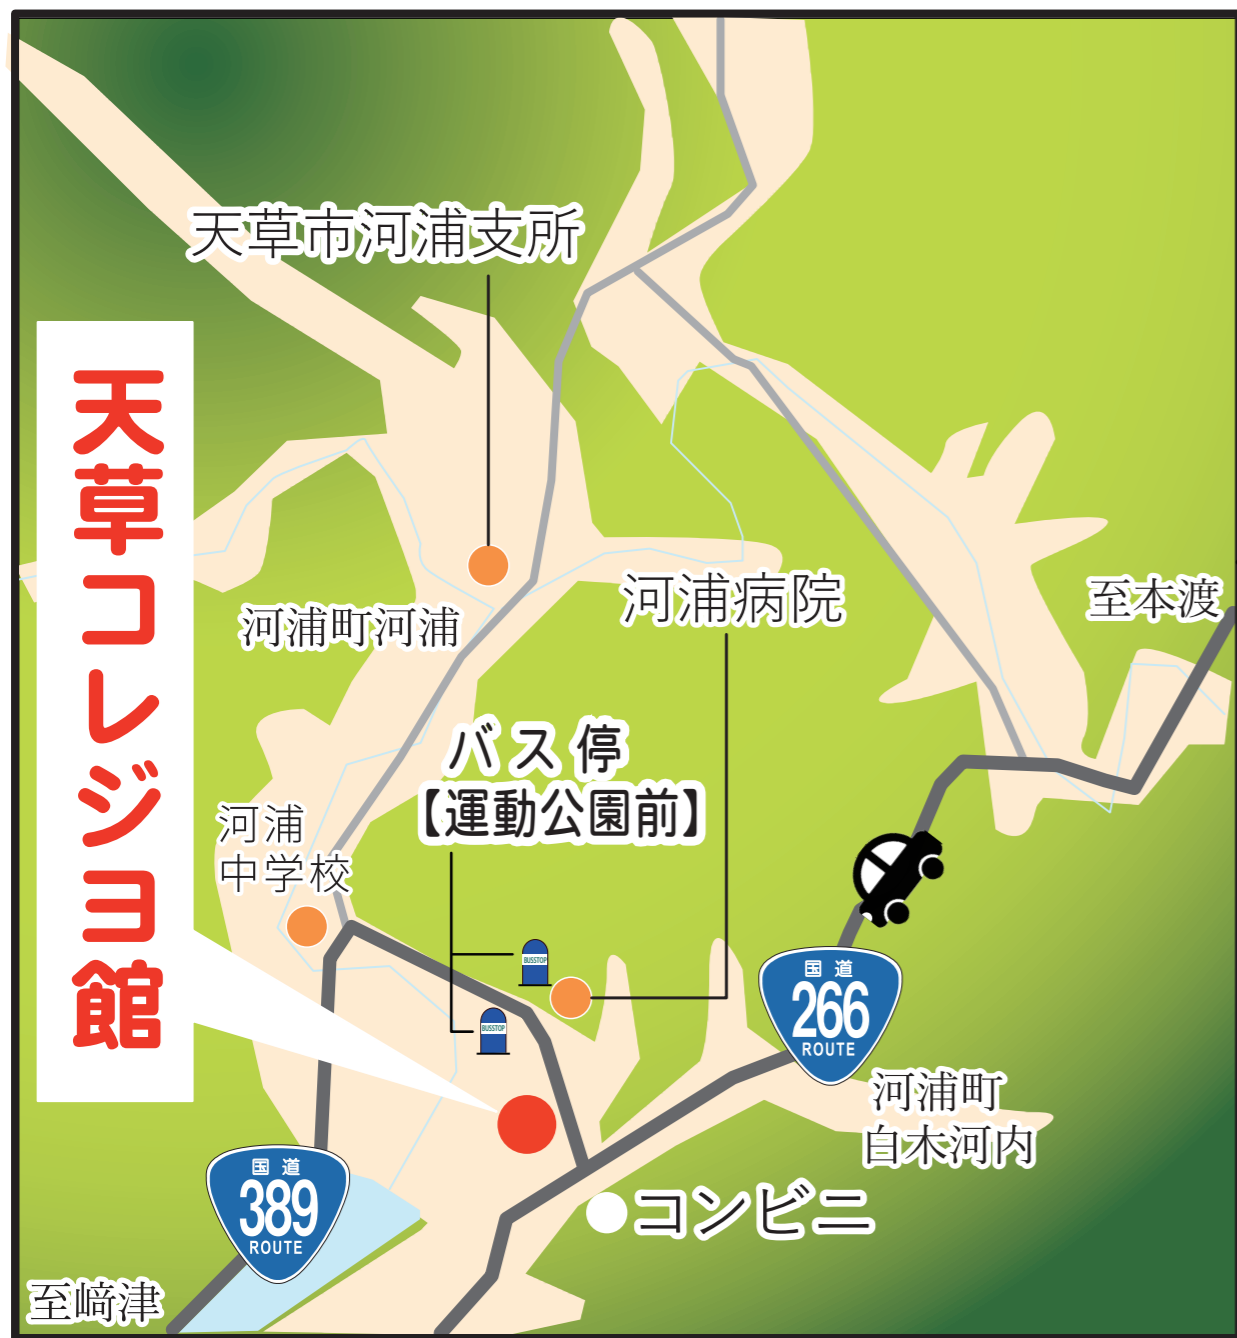 天草市河浦支所
天草コレジヨ館
河浦町河浦
河浦病院
至本渡
バス停
【運動公園前】
河浦
中学校
BUSSTOP
BUSSTOP
国道
266
ROUTE
河浦町
白木河内
国道
389
ROUTE
コンビニ
至﨑津